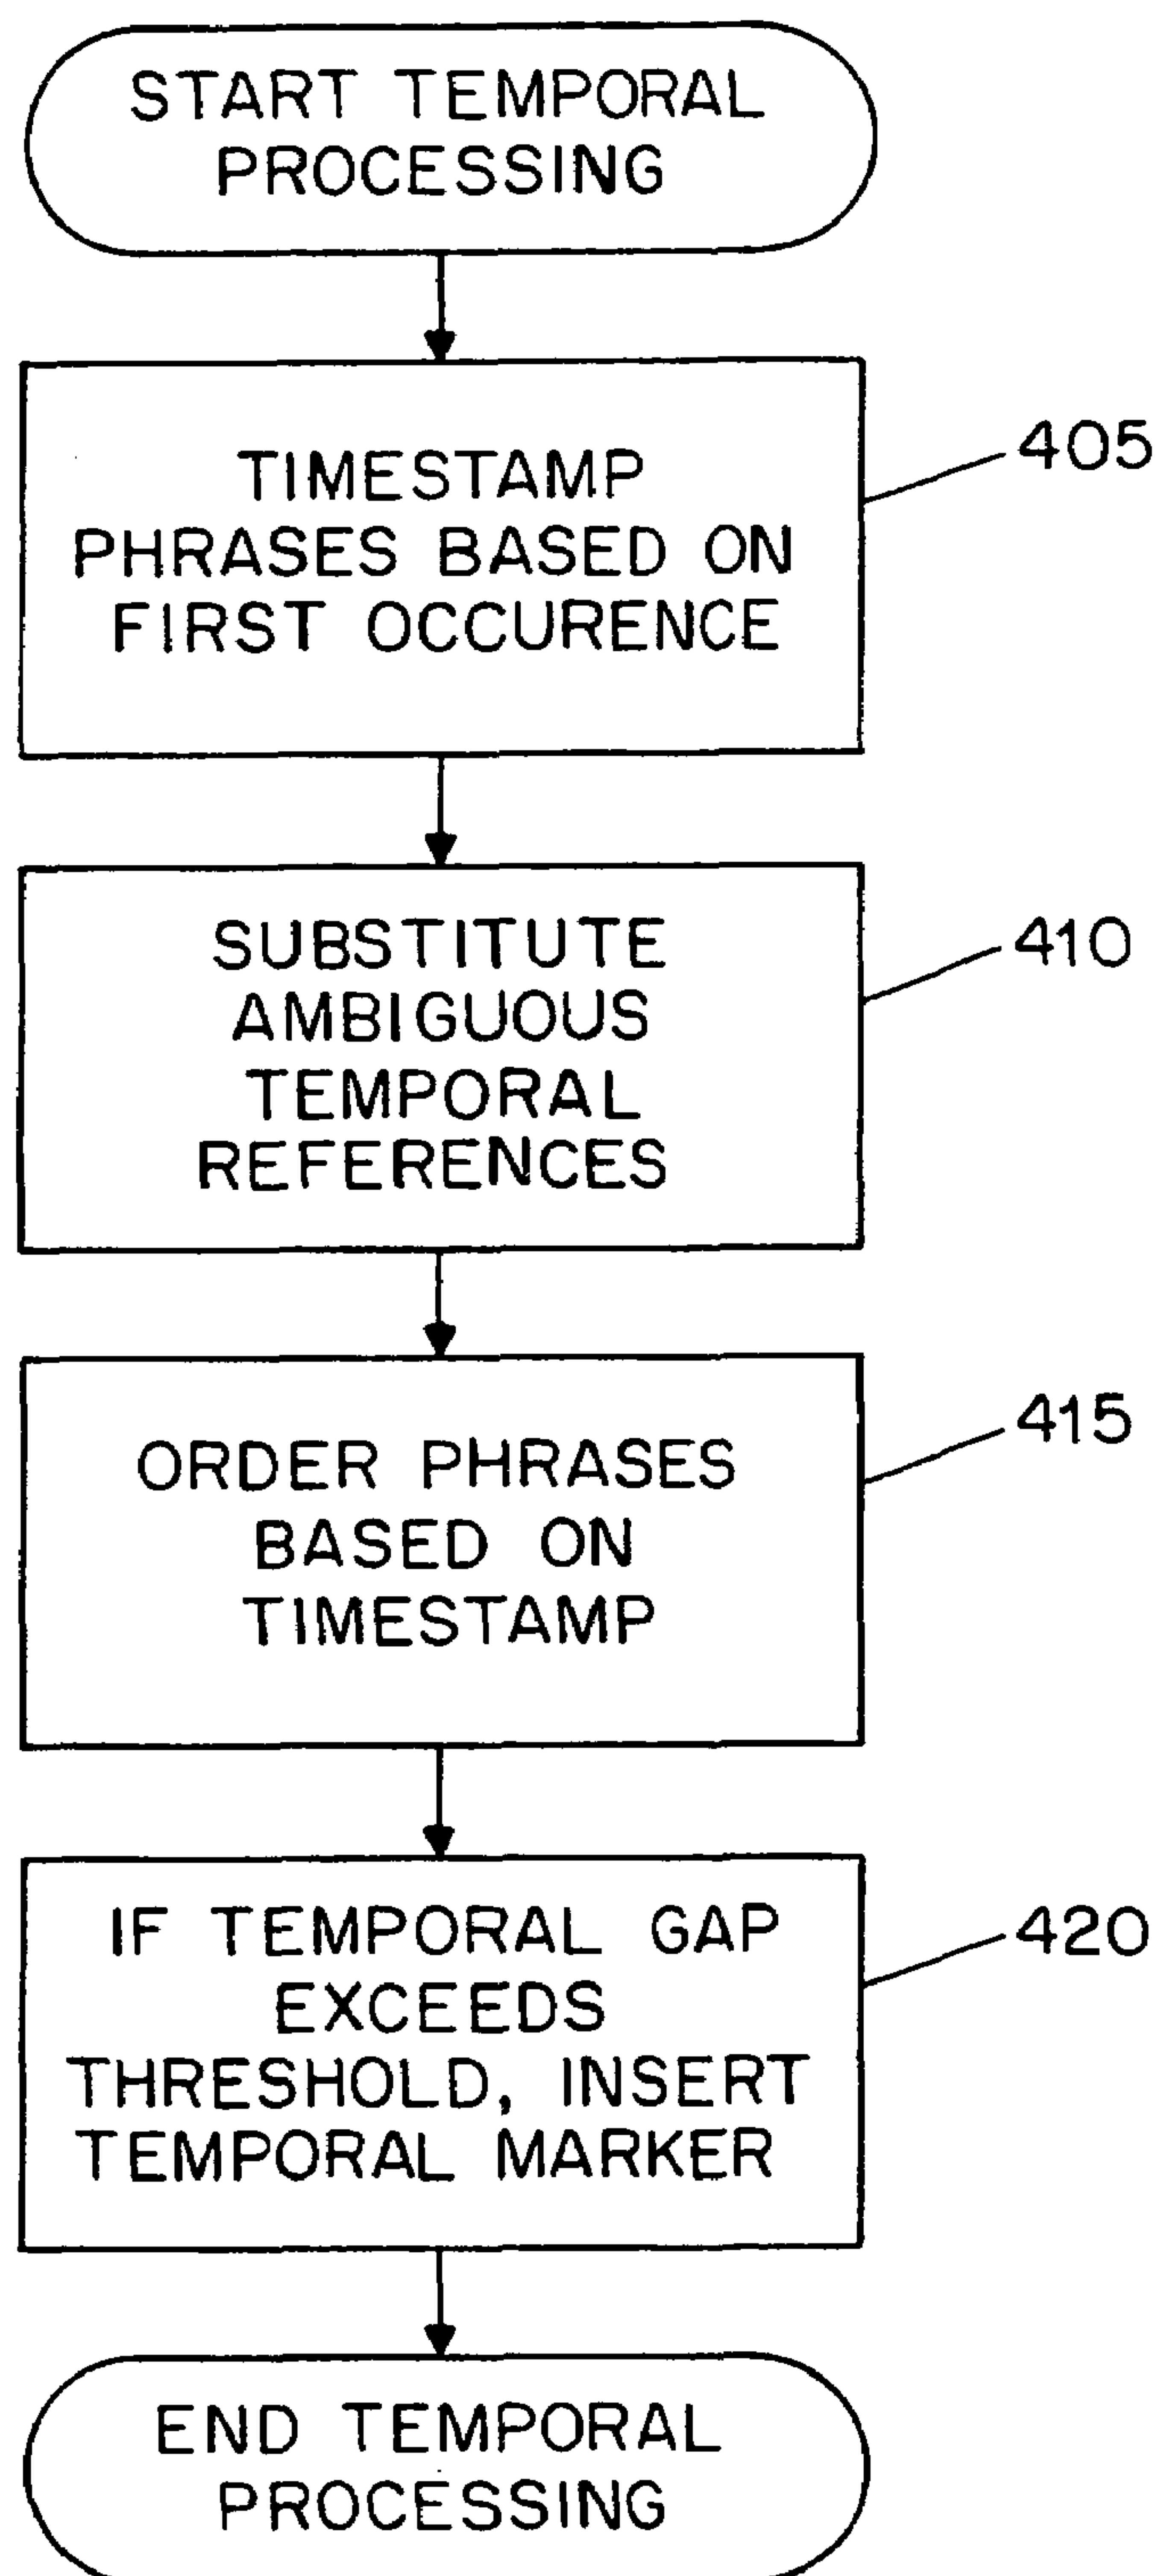 START TEMPORAL
PROCESSING
TIMESTAMP
PHRASES BASED ON
FIRST OCCURENCE
405
SUBSTITUTE
AMBIGUOUS
TEMPORAL
REFERENCES
410
ORDER PHRASES
BASED ON
TIMESTAMP
415
IF TEMPORAL GAP
EXCEEDS
THRESHOLD, INSERT
TEMPORAL MARKER
420
END TEMPORAL
PROCESSING